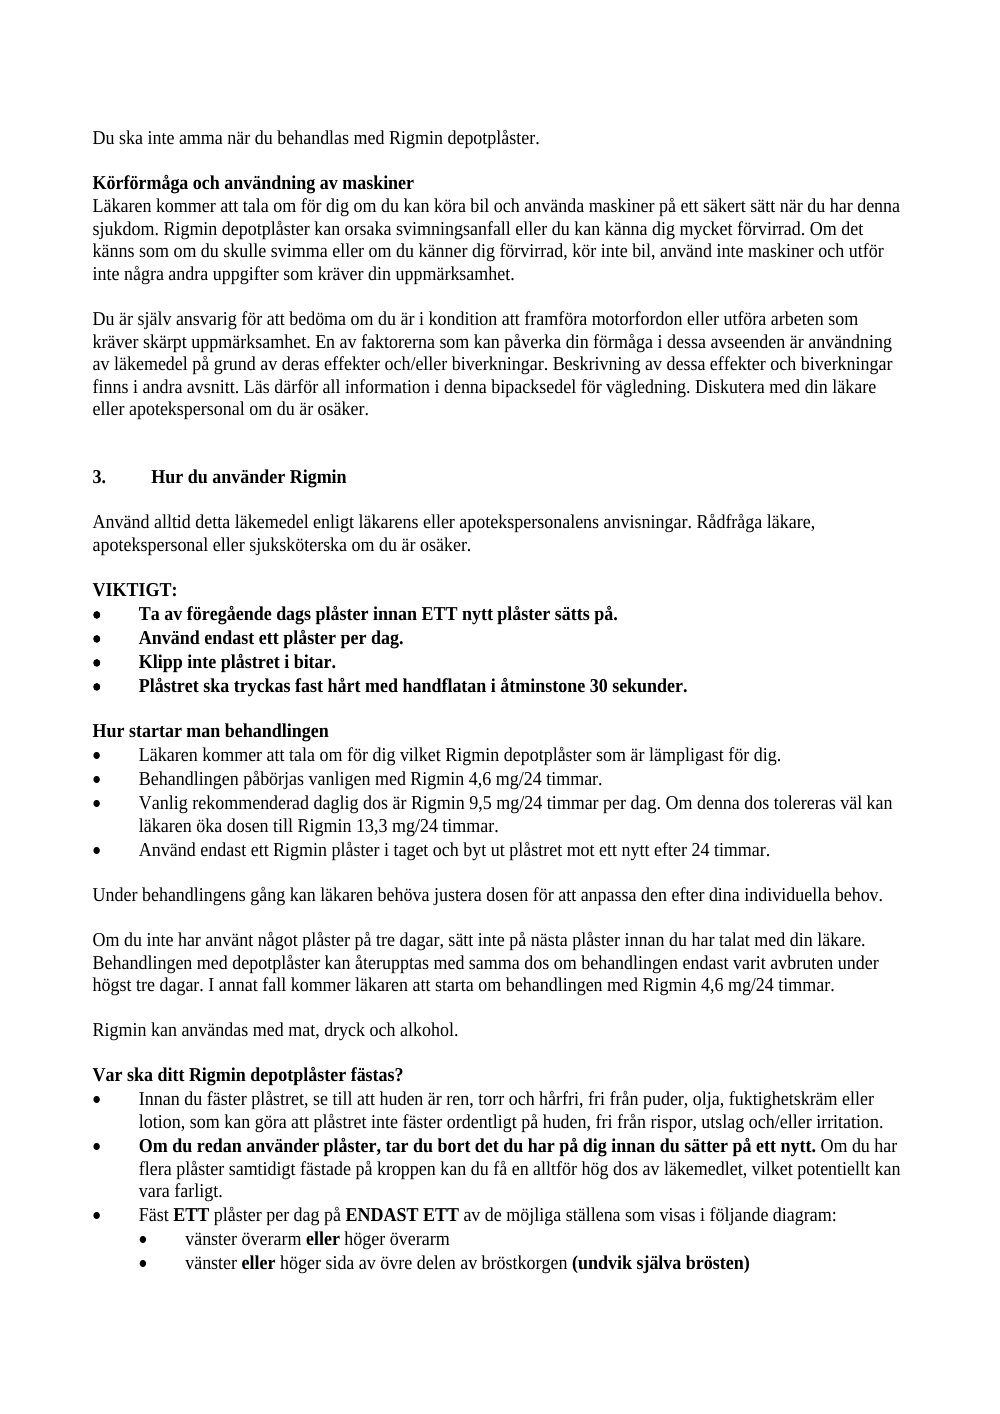 Du ska inte amma när du behandlas med Rigmin depotplåster.
Körförmåga och användning av maskiner
Läkaren kommer att tala om för dig om du kan köra bil och använda maskiner på ett säkert sätt när du har denna
sjukdom. Rigmin depotplåster kan orsaka svimningsanfall eller du kan känna dig mycket förvirrad. Om det
känns som om du skulle svimma eller om du känner dig förvirrad, kör inte bil, använd inte maskiner och utför
inte några andra uppgifter som kräver din uppmärksamhet.
Du är själv ansvarig för att bedöma om du är i kondition att framföra motorfordon eller utföra arbeten som
kräver skärpt uppmärksamhet. En av faktorerna som kan påverka din förmåga i dessa avseenden är användning
av läkemedel på grund av deras effekter och/eller biverkningar. Beskrivning av dessa effekter och biverkningar
finns i andra avsnitt. Läs därför all information i denna bipacksedel för vägledning. Diskutera med din läkare
eller apotekspersonal om du är osäker.
3. Hur du använder Rigmin
Använd alltid detta läkemedel enligt läkarens eller apotekspersonalens anvisningar. Rådfråga läkare,
apotekspersonal eller sjuksköterska om du är osäker.
VIKTIGT:
● Ta av föregående dags plåster innan ETT nytt plåster sätts på.
● Använd endast ett plåster per dag.
● Klipp inte plåstret i bitar.
● Plåstret ska tryckas fast hårt med handflatan i åtminstone 30 sekunder.
Hur startar man behandlingen
● Läkaren kommer att tala om för dig vilket Rigmin depotplåster som är lämpligast för dig.
● Behandlingen påbörjas vanligen med Rigmin 4,6 mg/24 timmar.
● Vanlig rekommenderad daglig dos är Rigmin 9,5 mg/24 timmar per dag. Om denna dos tolereras väl kan
läkaren öka dosen till Rigmin 13,3 mg/24 timmar.
● Använd endast ett Rigmin plåster i taget och byt ut plåstret mot ett nytt efter 24 timmar.
Under behandlingens gång kan läkaren behöva justera dosen för att anpassa den efter dina individuella behov.
Om du inte har använt något plåster på tre dagar, sätt inte på nästa plåster innan du har talat med din läkare.
Behandlingen med depotplåster kan återupptas med samma dos om behandlingen endast varit avbruten under
högst tre dagar. I annat fall kommer läkaren att starta om behandlingen med Rigmin 4,6 mg/24 timmar.
Rigmin kan användas med mat, dryck och alkohol.
Var ska ditt Rigmin depotplåster fästas?
● Innan du fäster plåstret, se till att huden är ren, torr och hårfri, fri från puder, olja, fuktighetskräm eller
lotion, som kan göra att plåstret inte fäster ordentligt på huden, fri från rispor, utslag och/eller irritation.
● Om du redan använder plåster, tar du bort det du har på dig innan du sätter på ett nytt. Om du har
flera plåster samtidigt fästade på kroppen kan du få en alltför hög dos av läkemedlet, vilket potentiellt kan
vara farligt.
● Fäst ETT plåster per dag på ENDAST ETT av de möjliga ställena som visas i följande diagram:
● vänster överarm eller höger överarm
● vänster eller höger sida av övre delen av bröstkorgen (undvik själva brösten)